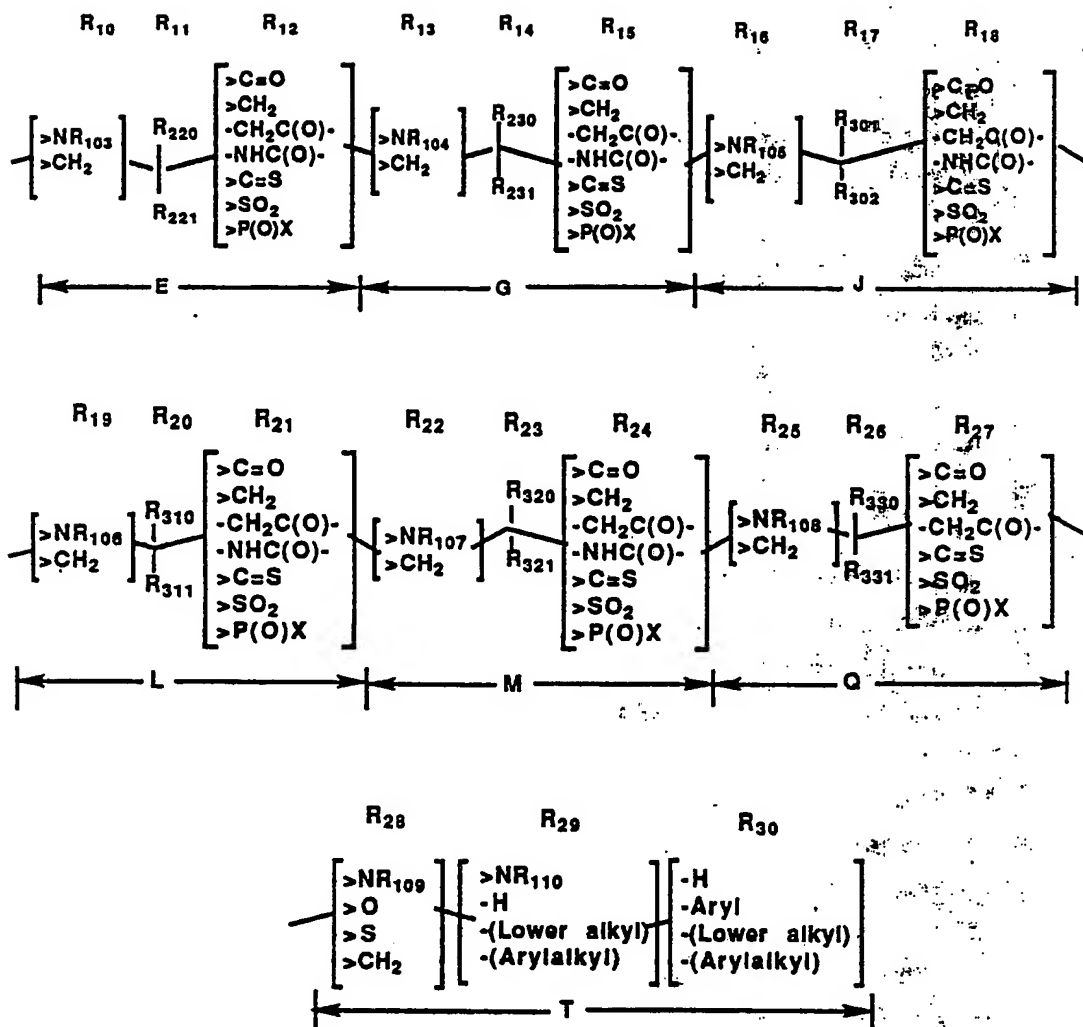 R10 R11 R12 R13 R14 R15 R16 R17 R18
>C=O >C=O >C=O
>CH2 >CH2 >CH2
>NR103 R220 -CH2C(O)- >NR104 R230 -CH2C(O)- >NR105 R301 -CH2C(O)-
>CH2 -NHC(O)- >CH2 -NHC(O)- >CH2 -NHC(O)-
R221 >C=S R231 >C=S R302 >C=S
>SO2 >SO2 >SO2
>P(O)X >P(O)X >P(O)X
E G J
R19 R20 R21 R22 R23 R24 R25 R26 R27
>C=O >C=O >C=O
>CH2 R320 >CH2 R330 >CH2
>NR106 R310 -CH2C(O)- >NR107 -CH2C(O)- >NR108 -CH2C(O)-
>CH2 -NHC(O)- >CH2 -NHC(O)- >CH2 >C=S
R311 >C=S R321 >C=S R331 >SO2
>SO2 >SO2 >P(O)X
>P(O)X >P(O)X
L M Q
R28 R29 R30
>NR109 >NR110 -H
>O -H -Aryl
>S -(Lower alkyl) -(Lower alkyl)
>CH2 -(Arylalkyl) -(Arylalkyl)
T